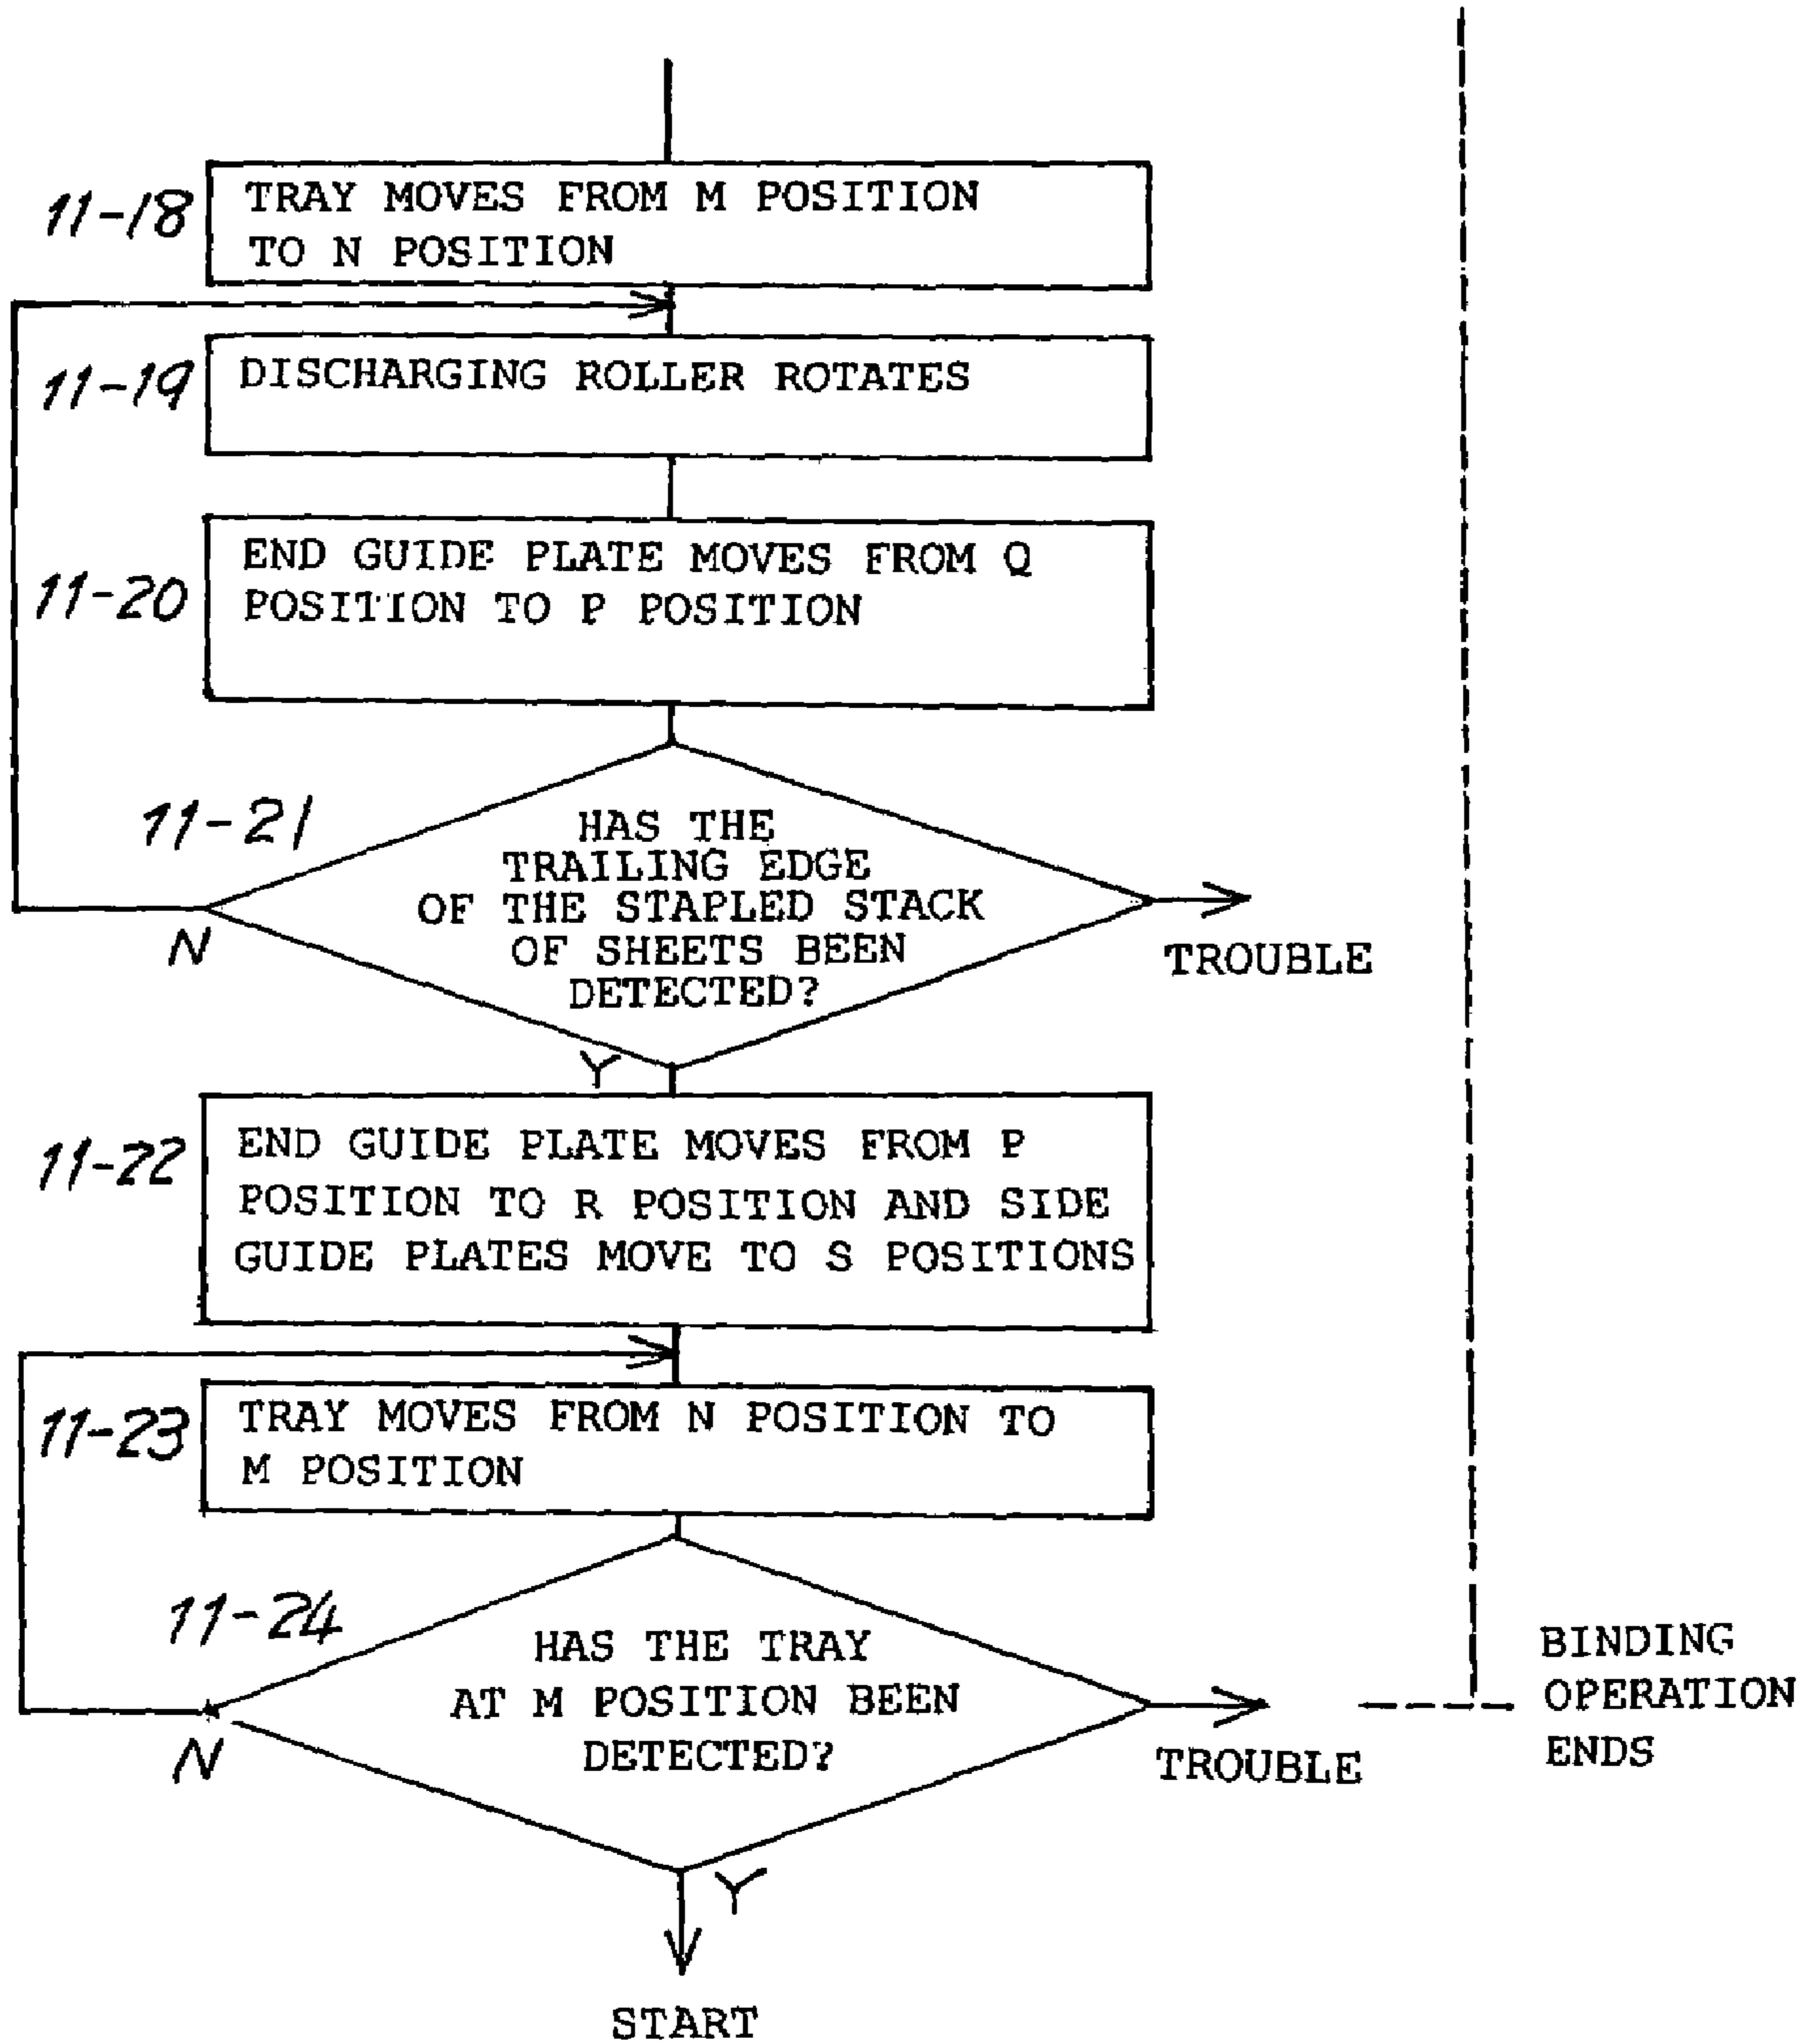 11-18
TRAY MOVES FROM M POSITION
TO N POSITION
11-19
DISCHARGING ROLLER ROTATES
11-20
END GUIDE PLATE MOVES FROM Q
POSITION TO P POSITION
11-21
HAS THE
TRAILING EDGE
OF THE STAPLED STACK
OF SHEETS BEEN
DETECTED?
N
TROUBLE
Y
11-22
END GUIDE PLATE MOVES FROM P
POSITION TO R POSITION AND SIDE
GUIDE PLATES MOVE TO S POSITIONS
11-23
TRAY MOVES FROM N POSITION TO
M POSITION
11-24
HAS THE TRAY
AT M POSITION BEEN
DETECTED?
N
TROUBLE
BINDING
OPERATION
ENDS
Y
START